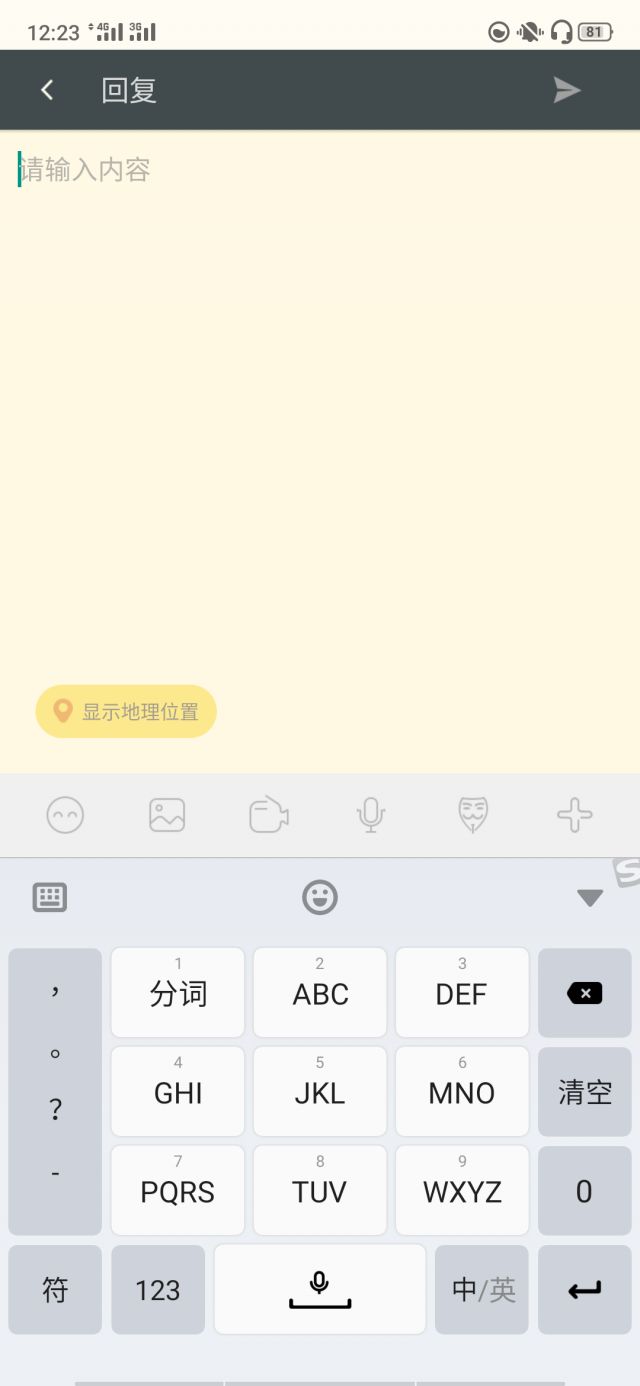 12:23 4G 3G 81
回复
请输入内容
显示地理位置
S
， 。 ？ -
1 分词
2 ABC
3 DEF
4 GHI
5 JKL
6 MNO
清空
7 PQRS
8 TUV
9 WXYZ
0
符
123
中/英